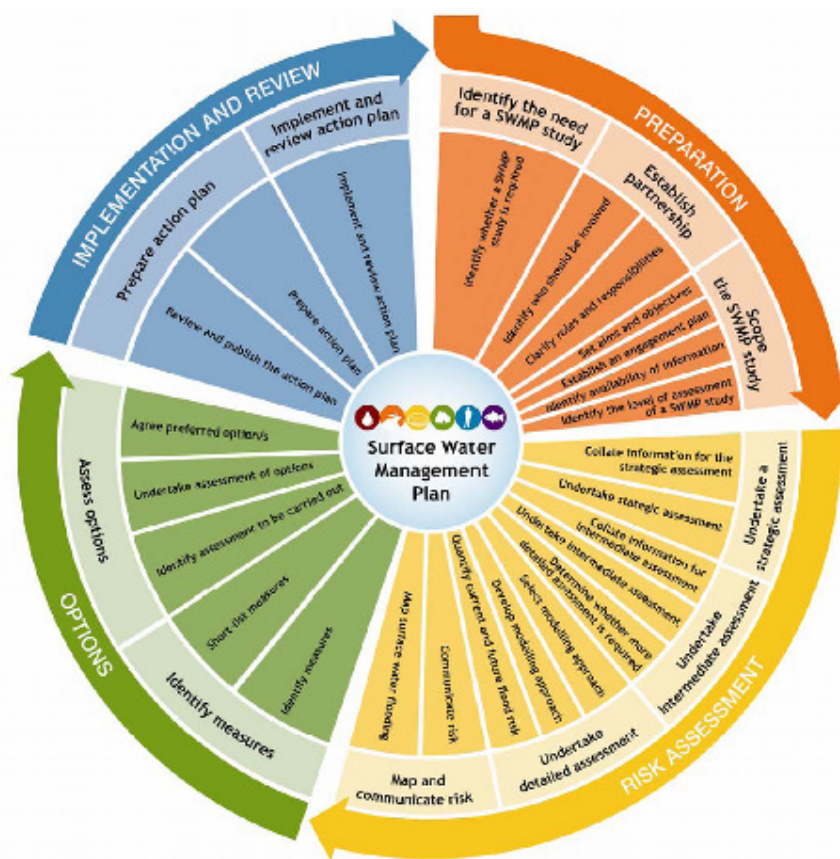 IMPLEMENTATION AND REVIEW
PREPARATION
RISK ASSESSMENT
OPTIONS
Surface Water
Management
Plan
Identify the need
for a SWMP study
Identify whether a SWMP
study is required
Establish
partnership
Identify who should be involved
Clarify roles and responsibilities
Scope
the SWMP study
Set aims and objectives
Establish an engagement plan
Identify availability of information
Identify the level of assessment
of a SWMP study
Undertake a
strategic assessment
Collate information for the
strategic assessment
Undertake stategic assessment
Undertake
intermediate assessment
Collate information for
intermediate assessment
Undertake intermediate assessment
Determine whether more
detailed assessment is required
Undertake
detailed assessment
Select modelling approach
Develop modelling approach
Quantify current and future flood risk
Map and
communicate risk
Communicate risk
Map surface water flooding
Identify measures
Identify measures
Short-list measures
Assess options
Identify assessment to be carried out
Undertake assessment of options
Agree preferred option/s
Prepare action plan
Review and publish the action plan
Prepare action plan
Implement and
review action plan
Implement and review action plan